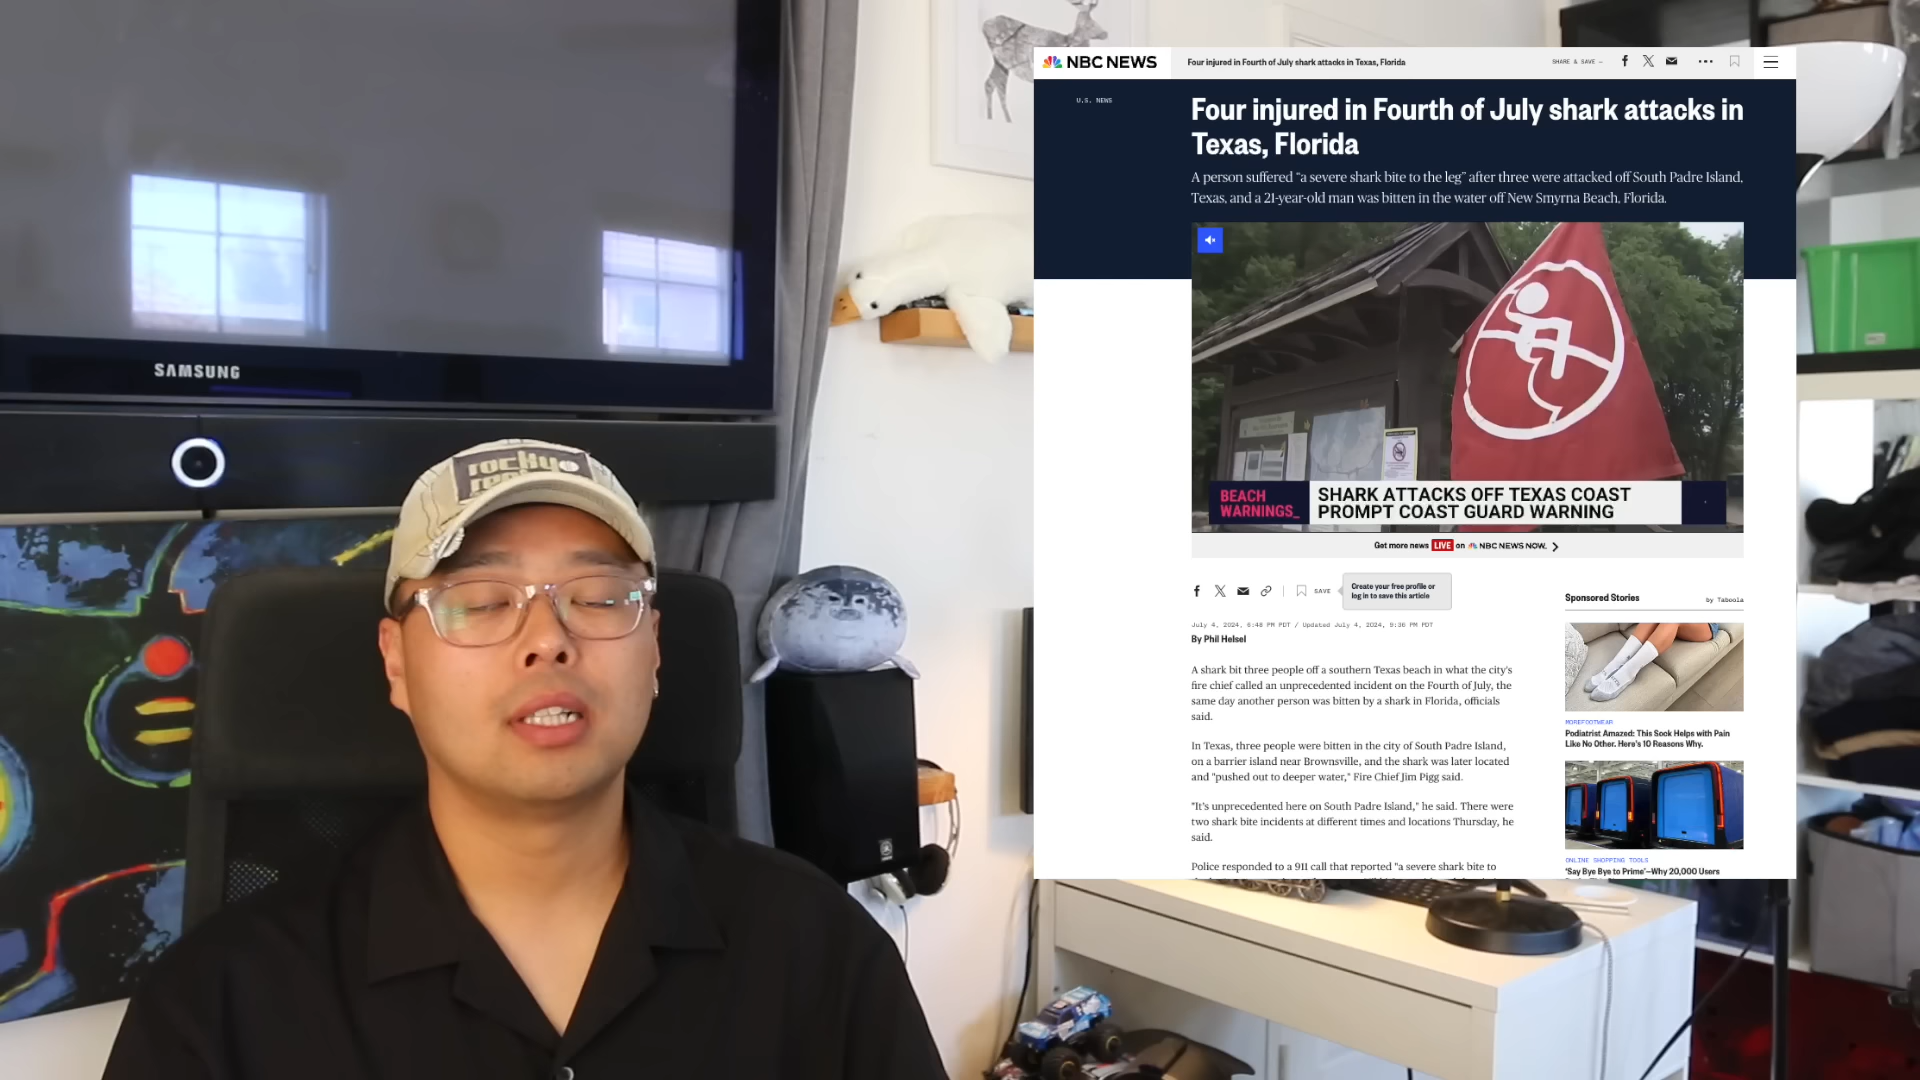 NBC NEWS
Four injured in Fourth of July shark attacks in Texas, Florida
SHARE & SAVE —
U.S. NEWS
Four injured in Fourth of July shark attacks in
Texas, Florida
A person suffered “a severe shark bite to the leg” after three were attacked off South Padre Island,
Texas, and a 21-year-old man was bitten in the water off New Smyrna Beach, Florida.
BEACH
WARNINGS_
SHARK ATTACKS OFF TEXAS COAST
PROMPT COAST GUARD WARNING
Get more news LIVE on NBC NEWS NOW.
SAVE
Create your free profile or
log in to save this article
July 4, 2024, 6:48 PM PDT / Updated July 4, 2024, 9:30 PM PDT
By Phil Helsel
A shark bit three people off a southern Texas beach in what the city's
fire chief called an unprecedented incident on the Fourth of July, the
same day another person was bitten by a shark in Florida, officials
said.
In Texas, three people were bitten in the city of South Padre Island,
on a barrier island near Brownsville, and the shark was later located
and "pushed out to deeper water," Fire Chief Jim Pigg said.
"It's unprecedented here on South Padre Island," he said. There were
two shark bite incidents at different times and locations Thursday, he
said.
Police responded to a 911 call that reported "a severe shark bite to
Sponsored Stories
by Taboola
MOREFOOTWEAR
Podiatrist Amazed: This Sock Helps with Pain
Like No Other. Here's 10 Reasons Why.
ONLINE SHOPPING TOOLS
'Say Bye Bye to Prime'—Why 20,000 Users
SAMSUNG